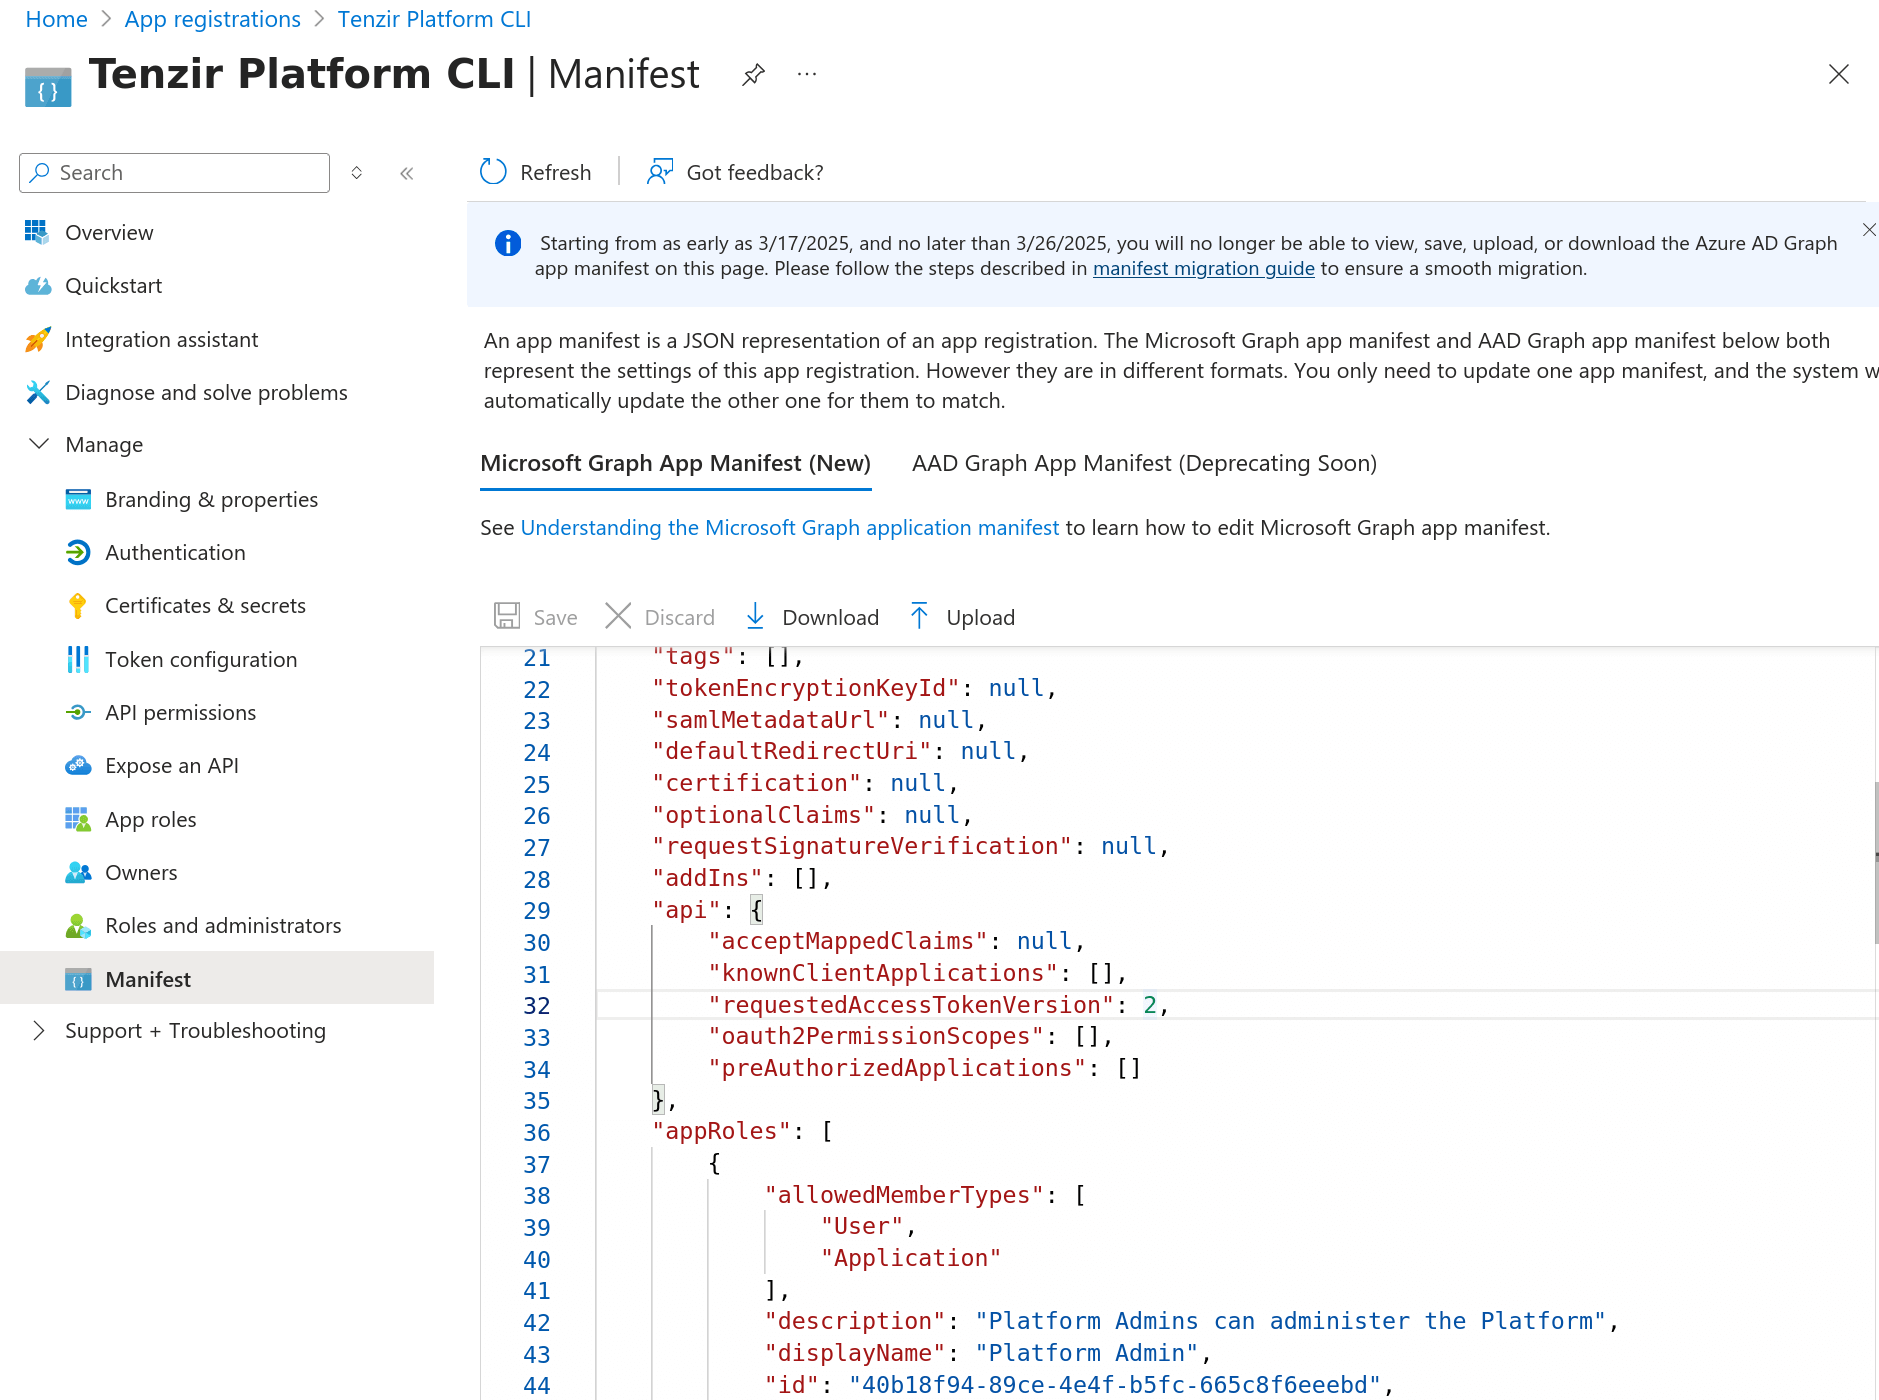 Home > App registrations > Tenzir Platform CLI
Tenzir Platform CLI | Manifest
Search
Overview
Quickstart
Integration assistant
Diagnose and solve problems
Manage
Branding & properties
Authentication
Certificates & secrets
Token configuration
API permissions
Expose an API
App roles
Owners
Roles and administrators
Manifest
Support + Troubleshooting
Refresh
Got feedback?
Starting from as early as 3/17/2025, and no later than 3/26/2025, you will no longer be able to view, save, upload, or download the Azure AD Graph
app manifest on this page. Please follow the steps described in manifest migration guide to ensure a smooth migration.
An app manifest is a JSON representation of an app registration. The Microsoft Graph app manifest and AAD Graph app manifest below both
represent the settings of this app registration. However they are in different formats. You only need to update one app manifest, and the system w
automatically update the other one for them to match.
Microsoft Graph App Manifest (New)
AAD Graph App Manifest (Deprecating Soon)
See Understanding the Microsoft Graph application manifest to learn how to edit Microsoft Graph app manifest.
Save
Discard
Download
Upload
21 "tags": [],
22 "tokenEncryptionKeyId": null,
23 "samlMetadataUrl": null,
24 "defaultRedirectUri": null,
25 "certification": null,
26 "optionalClaims": null,
27 "requestSignatureVerification": null,
28 "addIns": [],
29 "api": {
30 "acceptMappedClaims": null,
31 "knownClientApplications": [],
32 "requestedAccessTokenVersion": 2,
33 "oauth2PermissionScopes": [],
34 "preAuthorizedApplications": []
35 },
36 "appRoles": [
37 {
38 "allowedMemberTypes": [
39 "User",
40 "Application"
41 ],
42 "description": "Platform Admins can administer the Platform",
43 "displayName": "Platform Admin",
44 "id": "40b18f94-89ce-4e4f-b5fc-665c8f6eeebd",